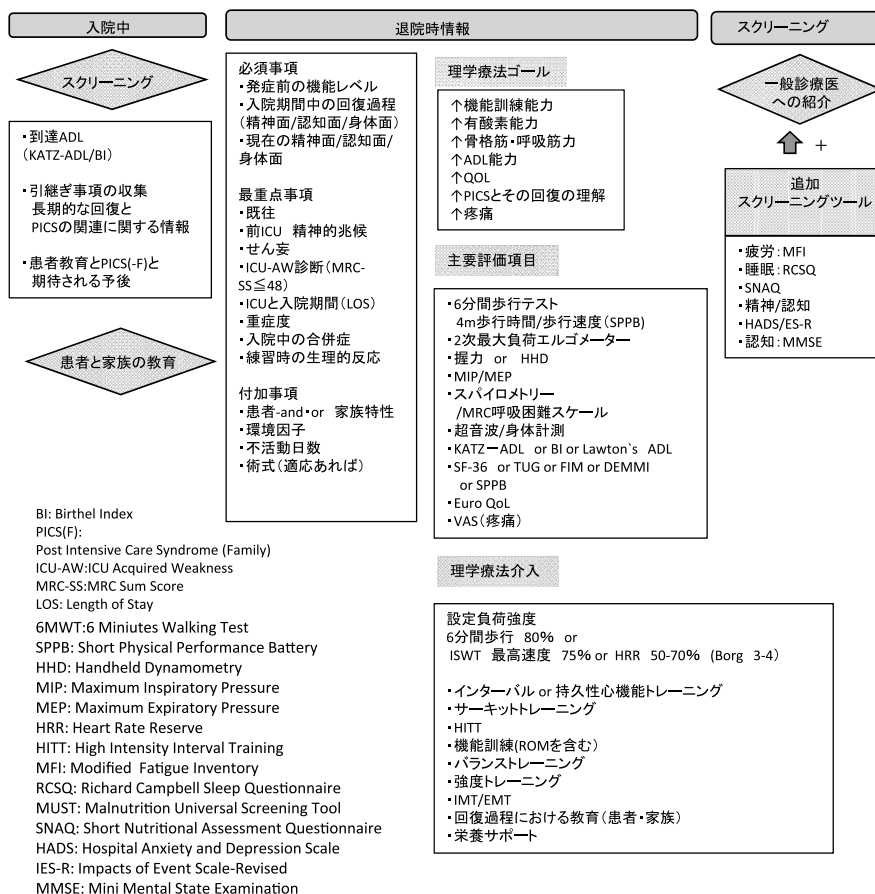 入院中
スクリーニング
・到達ADL
（KATZ-ADL/BI）
・引継ぎ事項の収集
長期的な回復と
PICSの関連に関する情報
・患者教育とPICS(-F)と
期待される予後
患者と家族の教育
退院時情報
必須事項
・発症前の機能レベル
・入院期間中の回復過程
（精神面/認知面/身体面）
・現在の精神面/認知面/
身体面
最重点事項
・既往
・前ICU 精神的兆候
・せん妄
・ICU-AW診断（MRC-
SS≦48）
・ICUと入院期間（LOS）
・重症度
・入院中の合併症
・練習時の生理的反応
付加事項
・患者-and・or 家族特性
・環境因子
・不活動日数
・術式（適応あれば）
理学療法ゴール
↑機能訓練能力
↑有酸素能力
↑骨格筋・呼吸筋力
↑ADL能力
↑QOL
↑PICSとその回復の理解
↑疼痛
主要評価項目
・6分間歩行テスト
4m歩行時間/歩行速度（SPPB）
・2次最大負荷エルゴメーター
・握力 or HHD
・MIP/MEP
・スパイロメトリー
/MRC呼吸困難スケール
・超音波/身体計測
・KATZーADL or BI or Lawton`s ADL
・SF-36 or TUG or FIM or DEMMI
or SPPB
・Euro QoL
・VAS（疼痛）
理学療法介入
設定負荷強度
6分間歩行 80% or
ISWT 最高速度 75% or HRR 50-70% (Borg 3-4）
・インターバル or 持久性心機能トレーニング
・サーキットトレーニング
・HITT
・機能訓練(ROMを含む）
・バランストレーニング
・強度トレーニング
・IMT/EMT
・回復過程における教育（患者・家族）
・栄養サポート
スクリーニング
一般診療医
への紹介
+
追加
スクリーニングツール
・疲労：MFI
・睡眠：RCSQ
・SNAQ
・精神/認知
・HADS/ES-R
・認知：MMSE
BI: Birthel Index
PICS(F):
Post Intensive Care Syndrome (Family)
ICU-AW:ICU Acquired Weakness
MRC-SS:MRC Sum Score
LOS: Length of Stay
6MWT:6 Miniutes Walking Test
SPPB: Short Physical Performance Battery
HHD: Handheld Dynamometry
MIP: Maximum Inspiratory Pressure
MEP: Maximum Expiratory Pressure
HRR: Heart Rate Reserve
HITT: High Intensity Interval Training
MFI: Modified Fatigue Inventory
RCSQ: Richard Campbell Sleep Questionnaire
MUST: Malnutrition Universal Screening Tool
SNAQ: Short Nutritional Assessment Questionnaire
HADS: Hospital Anxiety and Depression Scale
IES-R: Impacts of Event Scale-Revised
MMSE: Mini Mental State Examination